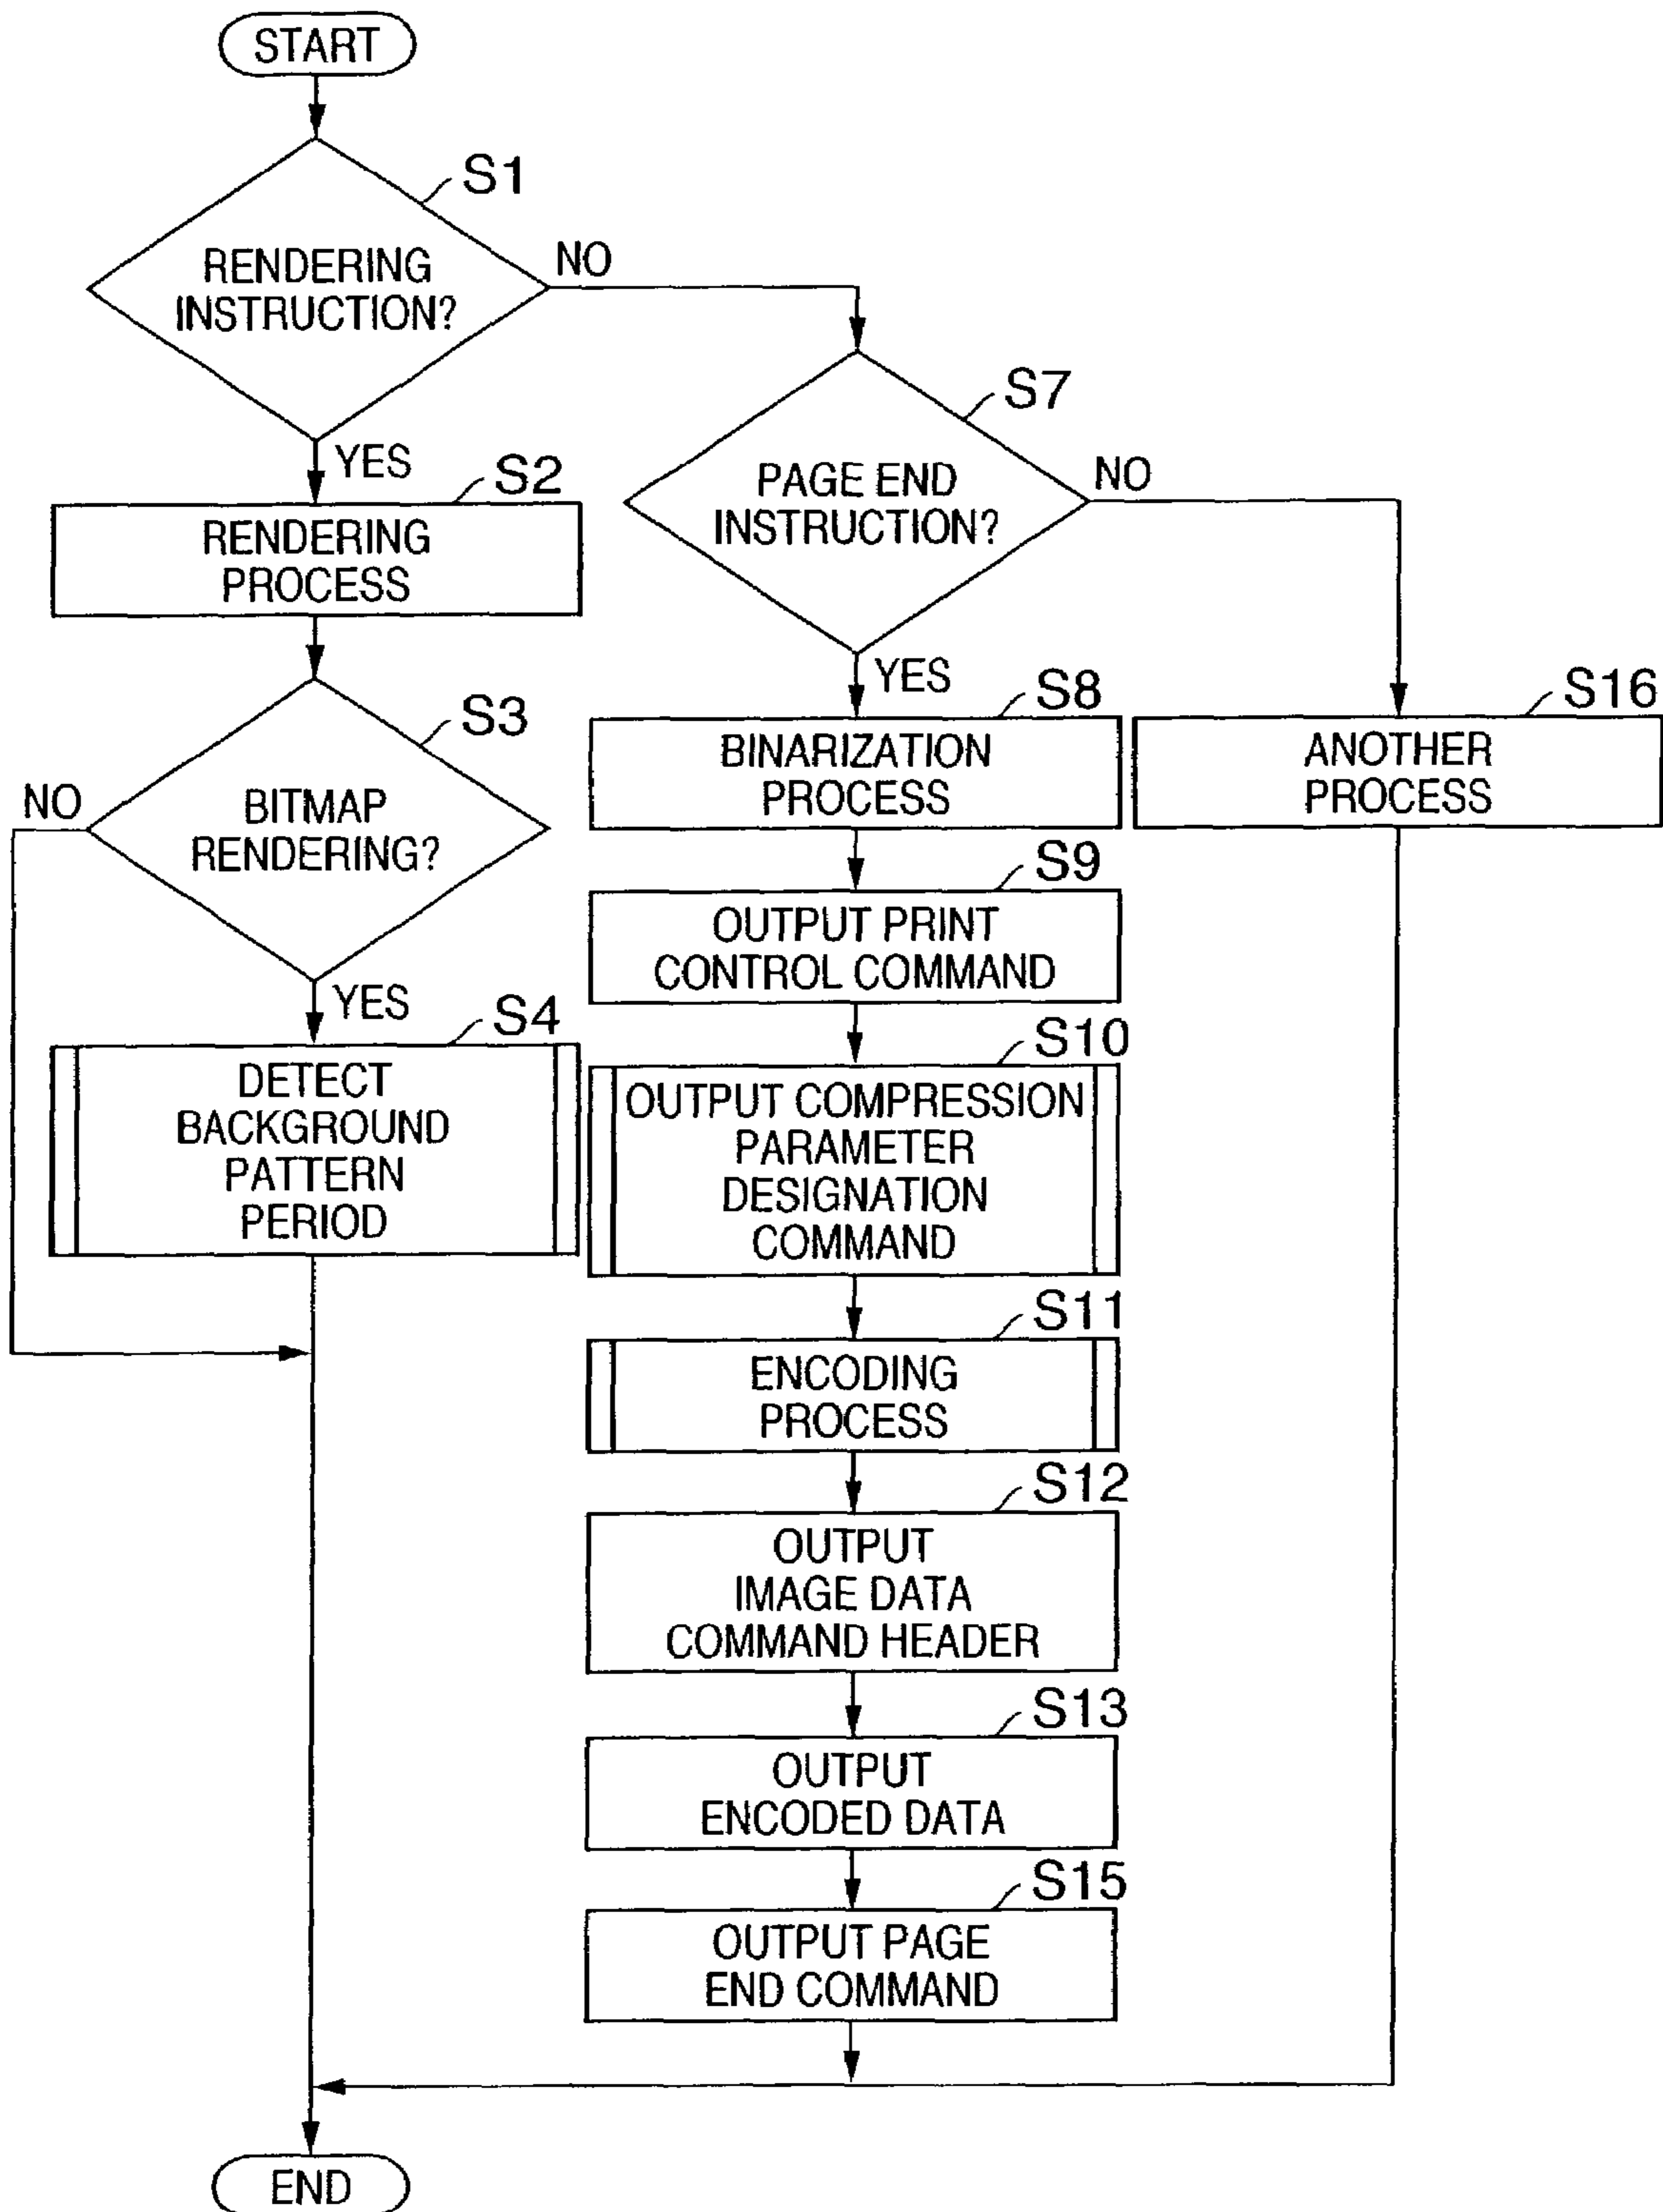 START
S1
RENDERING
INSTRUCTION?
NO
YES
S2
RENDERING
PROCESS
S3
BITMAP
RENDERING?
NO
YES
S4
DETECT
BACKGROUND
PATTERN
PERIOD
S7
PAGE END
INSTRUCTION?
NO
YES
S8
BINARIZATION
PROCESS
S9
OUTPUT PRINT
CONTROL COMMAND
S10
OUTPUT COMPRESSION
PARAMETER
DESIGNATION
COMMAND
S11
ENCODING
PROCESS
S12
OUTPUT
IMAGE DATA
COMMAND HEADER
S13
OUTPUT
ENCODED DATA
S15
OUTPUT PAGE
END COMMAND
S16
ANOTHER
PROCESS
END